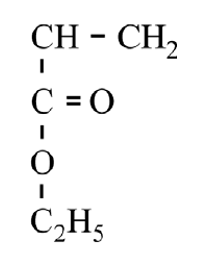 CH – CH₂
C = O
O
C₂H₅